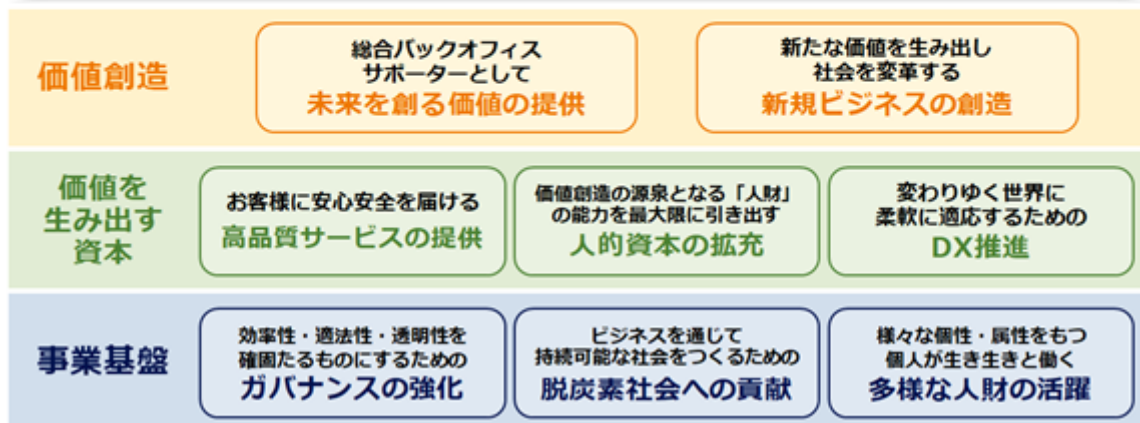 価値創造
総合バックオフィス
サポーターとして
未来を創る価値の提供
新たな価値を生み出し
社会を変革する
新規ビジネスの創造
価値を
生み出す
資本
お客様に安心安全を届ける
高品質サービスの提供
価値創造の源泉となる「人財」
の能力を最大限に引き出す
人的資本の拡充
変わりゆく世界に
柔軟に適応するための
DX推進
事業基盤
効率性・適法性・透明性を
確固たるものにするための
ガバナンスの強化
ビジネスを通じて
持続可能な社会をつくるための
脱炭素社会への貢献
様々な個性・属性をもつ
個人が生き生きと働く
多様な人財の活躍